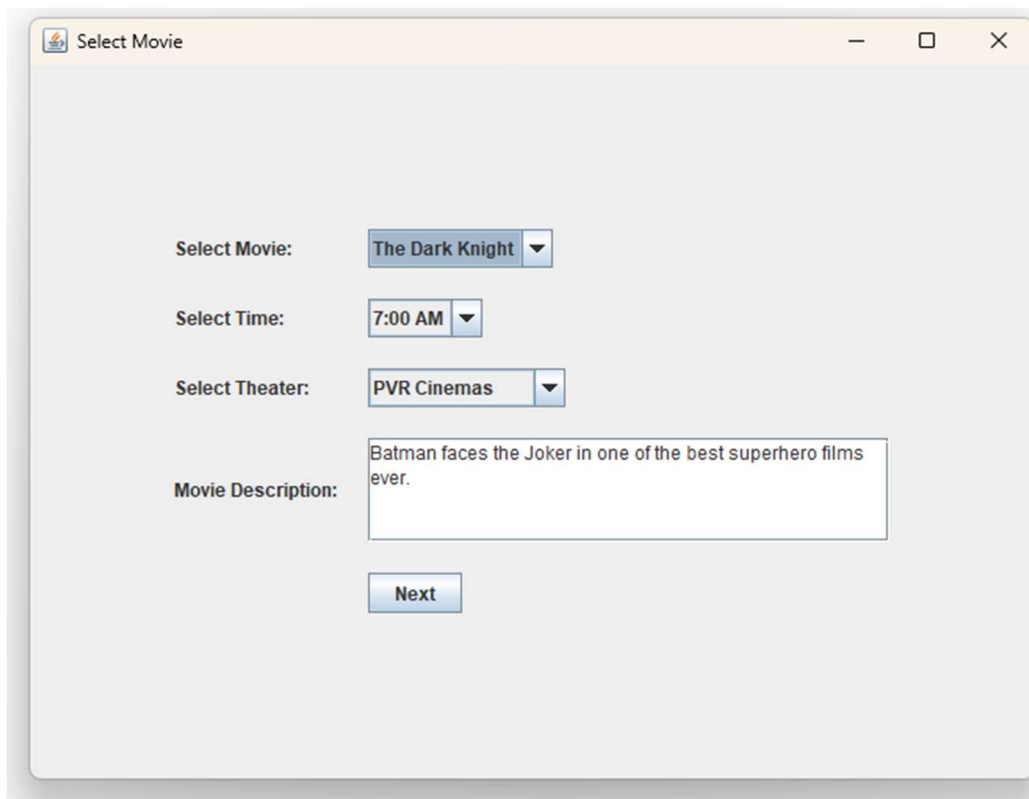 Select Movie
Select Movie: The Dark Knight
Select Time: 7:00 AM
Select Theater: PVR Cinemas
Movie Description: Batman faces the Joker in one of the best superhero films
ever.
Next